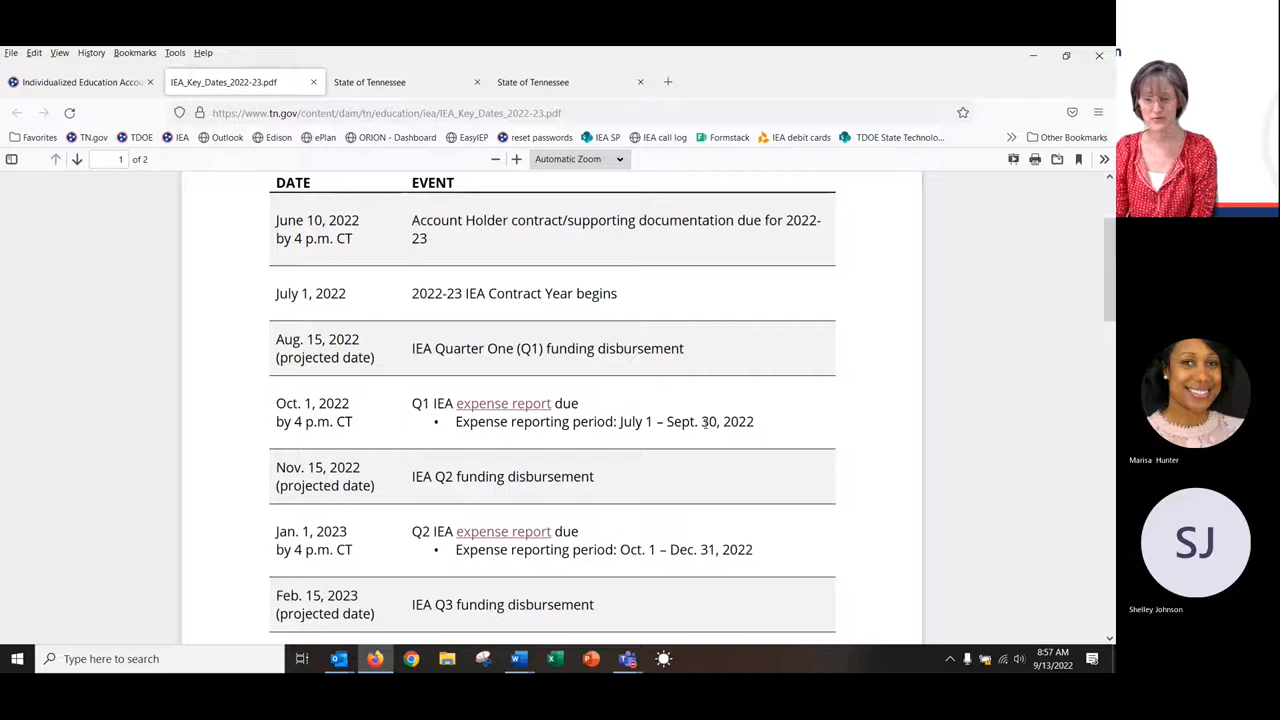 File Edit View History Bookmarks Tools Help
Individualized Education Accou
IEA_Key_Dates_2022-23.pdf
State of Tennessee
State of Tennessee
https://www.tn.gov/content/dam/tn/education/iea/IEA_Key_Dates_2022-23.pdf
Favorites TN.gov TDOE IEA Outlook Edison ePlan ORION - Dashboard EasyIEP reset passwords IEA SP IEA call log Formstack IEA debit cards TDOE State Technolo... Other Bookmarks
1 of 2 Automatic Zoom
DATE EVENT
June 10, 2022
by 4 p.m. CT
Account Holder contract/supporting documentation due for 2022-
23
July 1, 2022 2022-23 IEA Contract Year begins
Aug. 15, 2022
(projected date)
IEA Quarter One (Q1) funding disbursement
Oct. 1, 2022
by 4 p.m. CT
Q1 IEA expense report due
• Expense reporting period: July 1 – Sept. 30, 2022
Nov. 15, 2022
(projected date)
IEA Q2 funding disbursement
Jan. 1, 2023
by 4 p.m. CT
Q2 IEA expense report due
• Expense reporting period: Oct. 1 – Dec. 31, 2022
Feb. 15, 2023
(projected date)
IEA Q3 funding disbursement
Marisa Hunter
SJ
Shelley Johnson
Type here to search
8:57 AM
9/13/2022